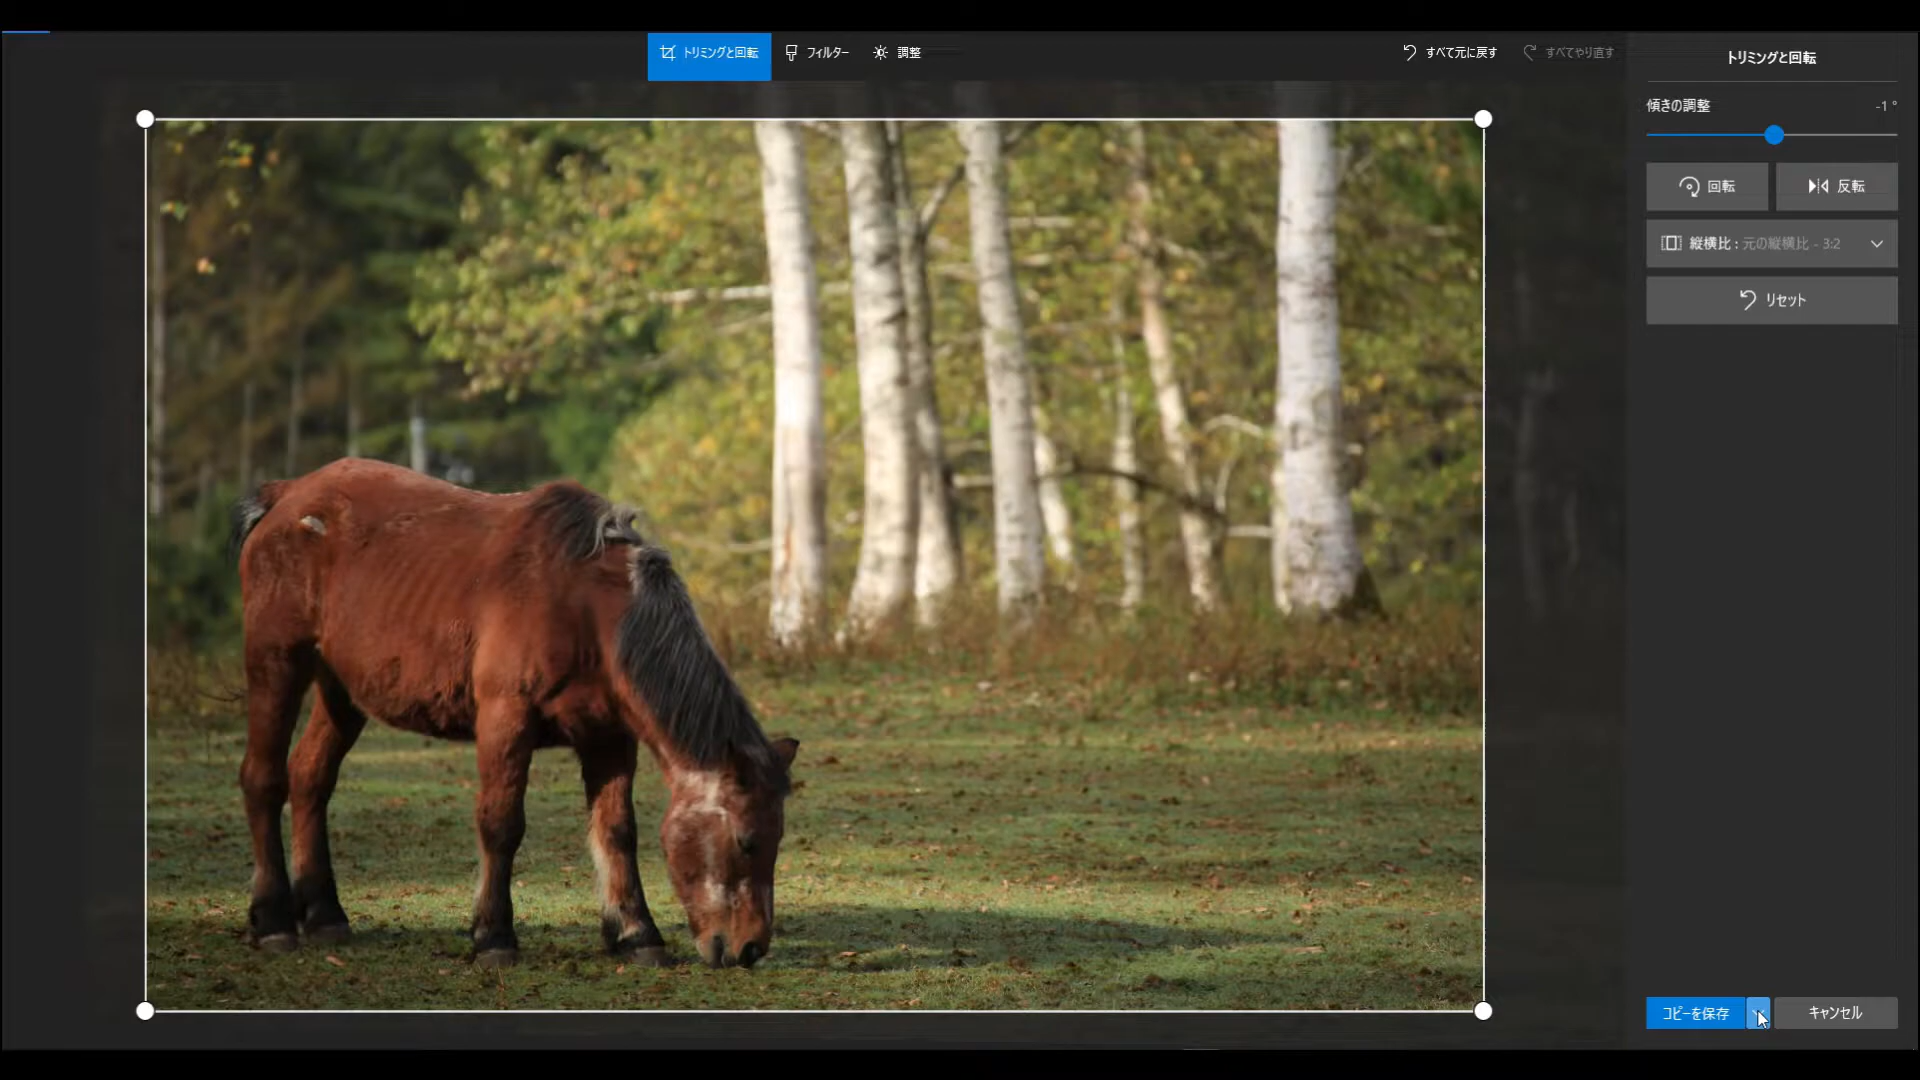 トリミングと回転 フィルター 調整 すべて元に戻す すべてやり直す
トリミングと回転
傾きの調整 -1°
回転 反転
縦横比 : 元の縦横比 - 3:2
リセット
コピーを保存 キャンセル